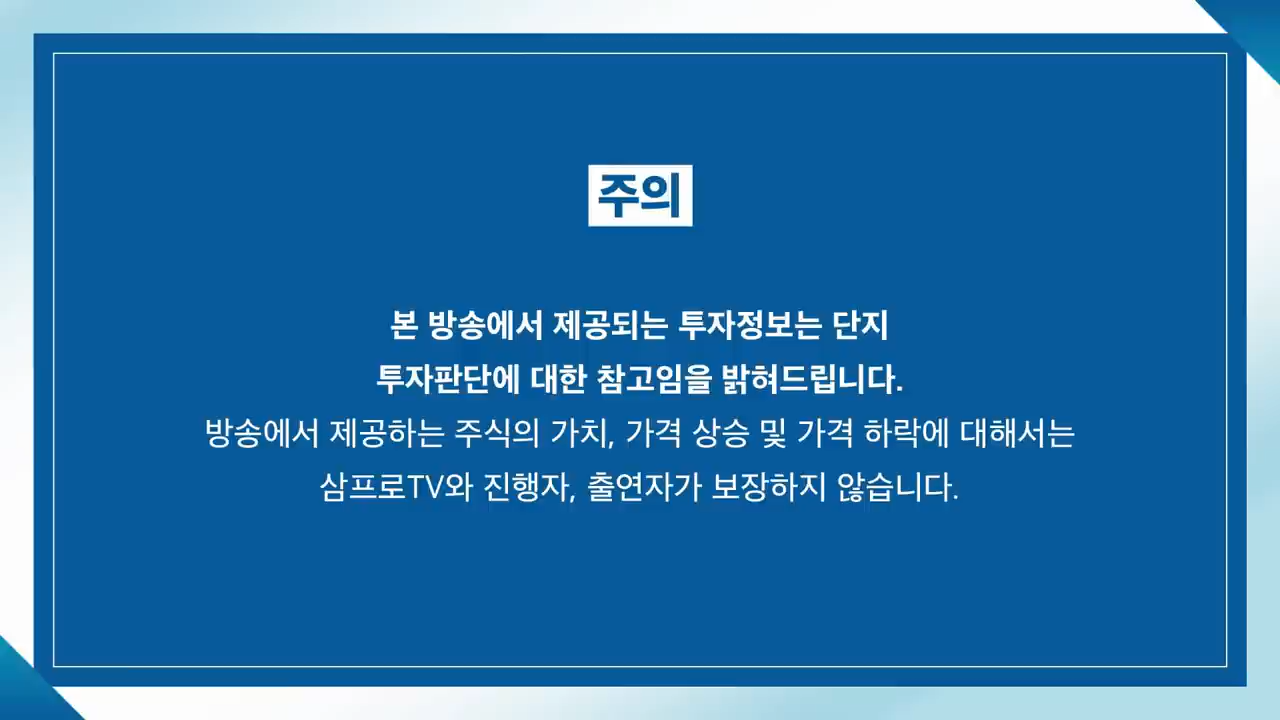 주의
본 방송에서 제공되는 투자정보는 단지
투자판단에 대한 참고임을 밝혀드립니다.
방송에서 제공하는 주식의 가치, 가격 상승 및 가격 하락에 대해서는
삼프로TV와 진행자, 출연자가 보장하지 않습니다.